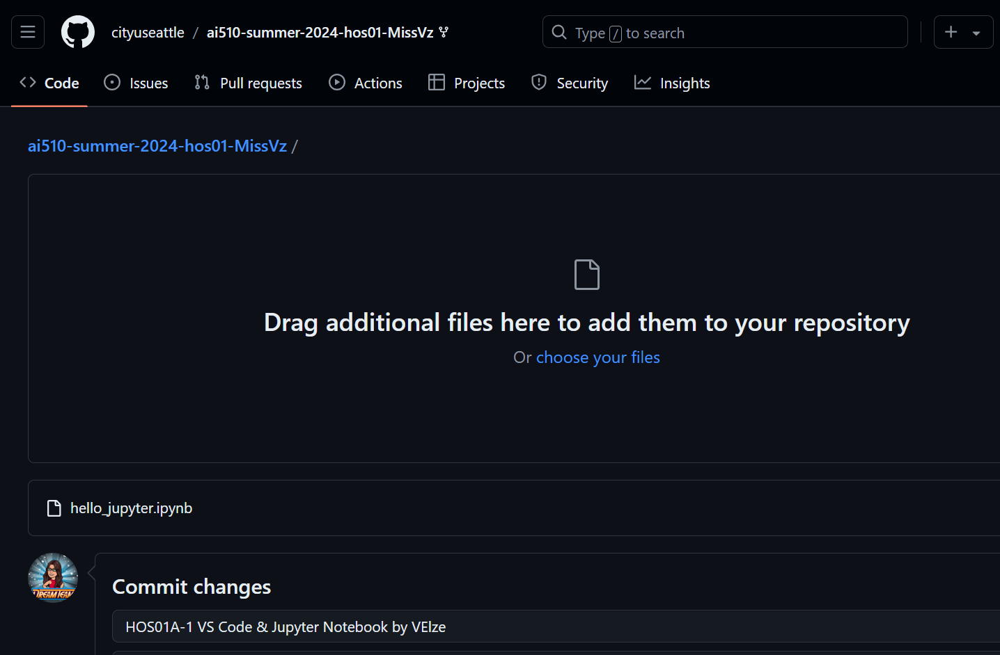 cityuseattle / ai510-summer-2024-hos01-MissVz
Type / to search
Code Issues Pull requests Actions Projects Security Insights
ai510-summer-2024-hos01-MissVz /
Drag additional files here to add them to your repository
Or choose your files
hello_jupyter.ipynb
DREAM TEAM
Commit changes
HOS01A-1 VS Code & Jupyter Notebook by VElze